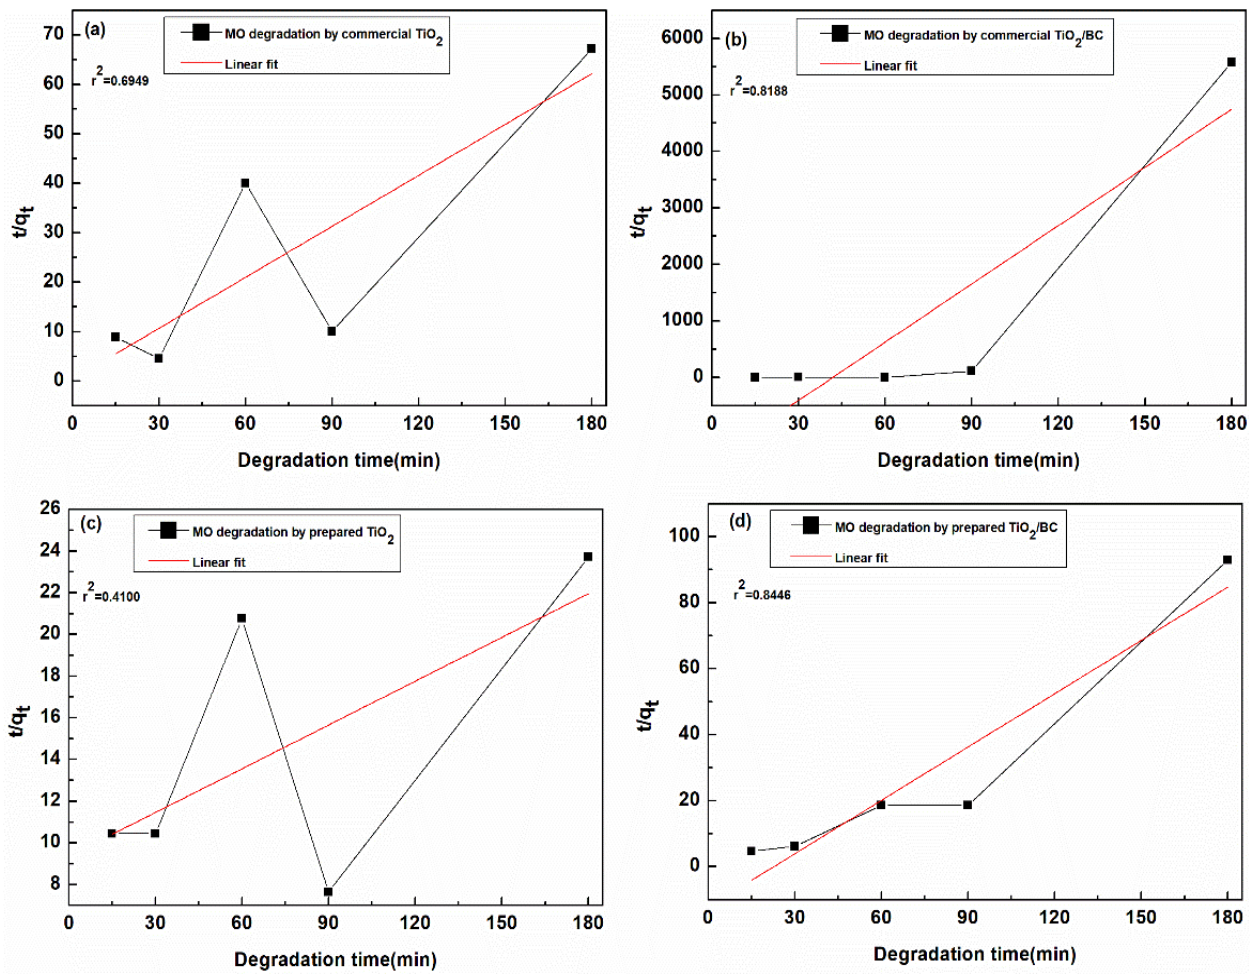 (a)
MO degradation by commercial TiO2
Linear fit
r2=0.6949
70
60
50
40
30
20
10
0
t/qt
0 30 60 90 120 150 180
Degradation time(min)
(b)
MO degradation by commercial TiO2/BC
Linear fit
r2=0.8188
6000
5000
4000
3000
2000
1000
0
t/qt
0 30 60 90 120 150 180
Degradation time(min)
(c)
MO degradation by prepared TiO2
Linear fit
r2=0.4100
26
24
22
20
18
16
14
12
10
8
t/qt
0 30 60 90 120 150 180
Degradation time(min)
(d)
MO degradation by prepared TiO2/BC
Linear fit
r2=0.8446
100
80
60
40
20
0
t/qt
0 30 60 90 120 150 180
Degradation time(min)